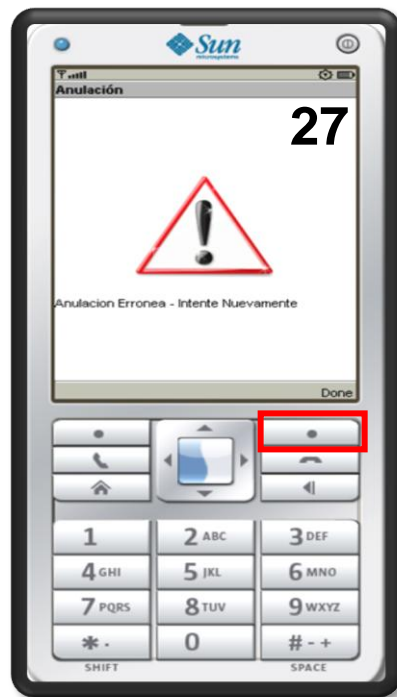 Sun
microsystems
Anulación
27
Anulacion Erronea - Intente Nuevamente
Done
1
2 ABC
3 DEF
4 GHI
5 JKL
6 MNO
7 PQRS
8 TUV
9 WXYZ
* .
0
# - +
SHIFT
SPACE